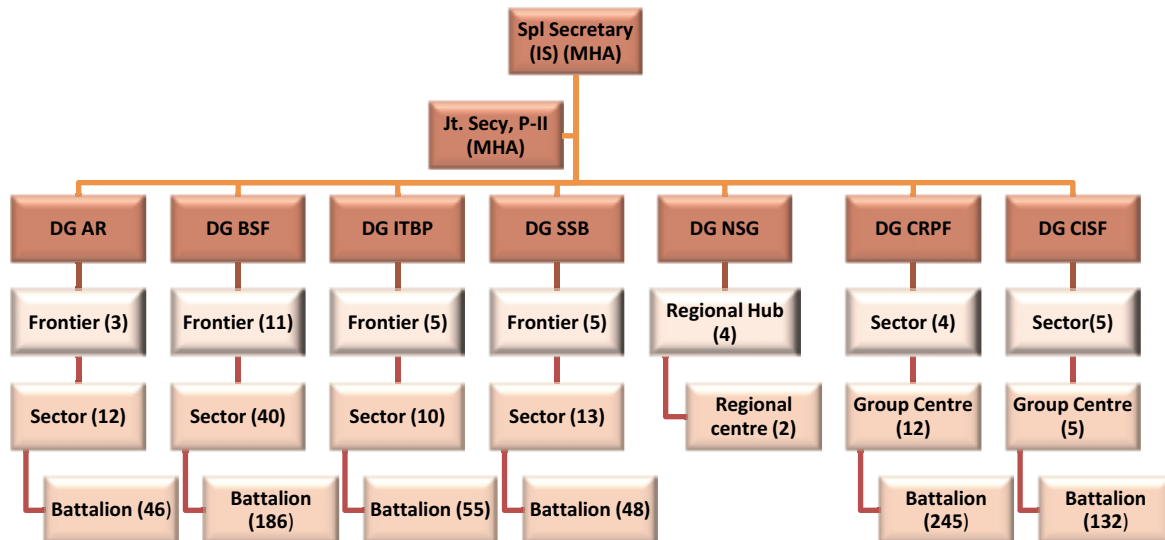 Spl Secretary
(IS) (MHA)
Jt. Secy, P-II
(MHA)
DG AR
DG BSF
DG ITBP
DG SSB
DG NSG
DG CRPF
DG CISF
Frontier (3)
Frontier (11)
Frontier (5)
Frontier (5)
Regional Hub
(4)
Sector (4)
Sector(5)
Sector (12)
Sector (40)
Sector (10)
Sector (13)
Regional
centre (2)
Group Centre
(12)
Group Centre
(5)
Battalion (46)
Battalion
(186)
Battalion (55)
Battalion (48)
Battalion
(245)
Battalion
(132)